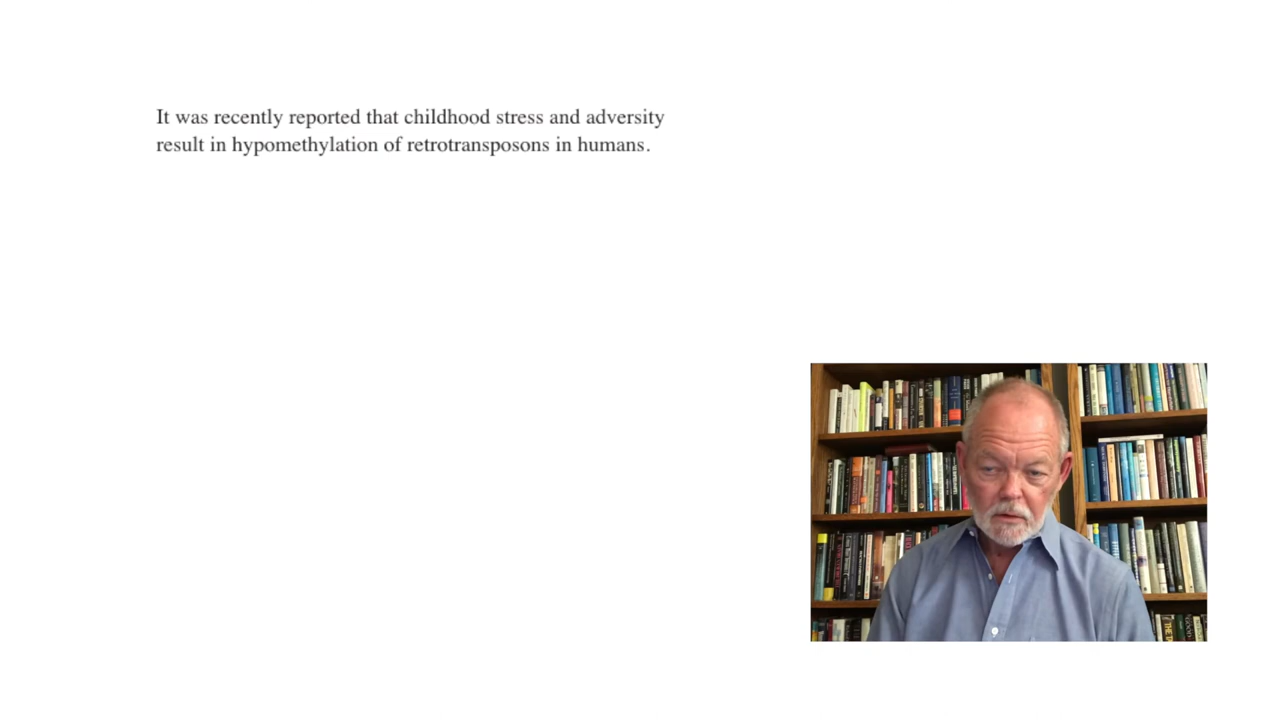 It was recently reported that childhood stress and adversity
result in hypomethylation of retrotransposons in humans.